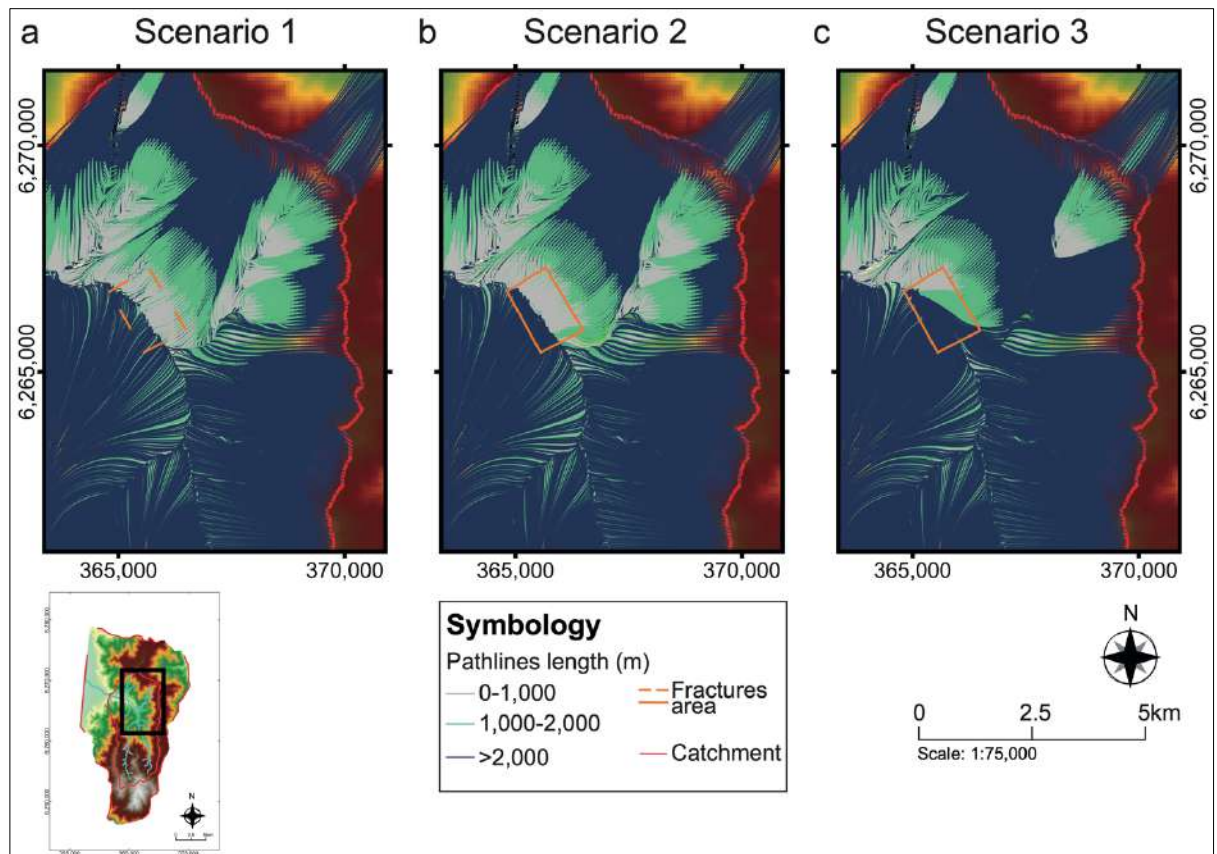 a Scenario 1
b Scenario 2
c Scenario 3
6,270,000
6,265,000
6,270,000
6,265,000
365,000 370,000
365,000 370,000
365,000 370,000
N
Symbology
Pathlines length (m)
0-1,000
1,000-2,000
>2,000
Fractures
area
Catchment
N
0 2.5 5km
Scale: 1:75,000